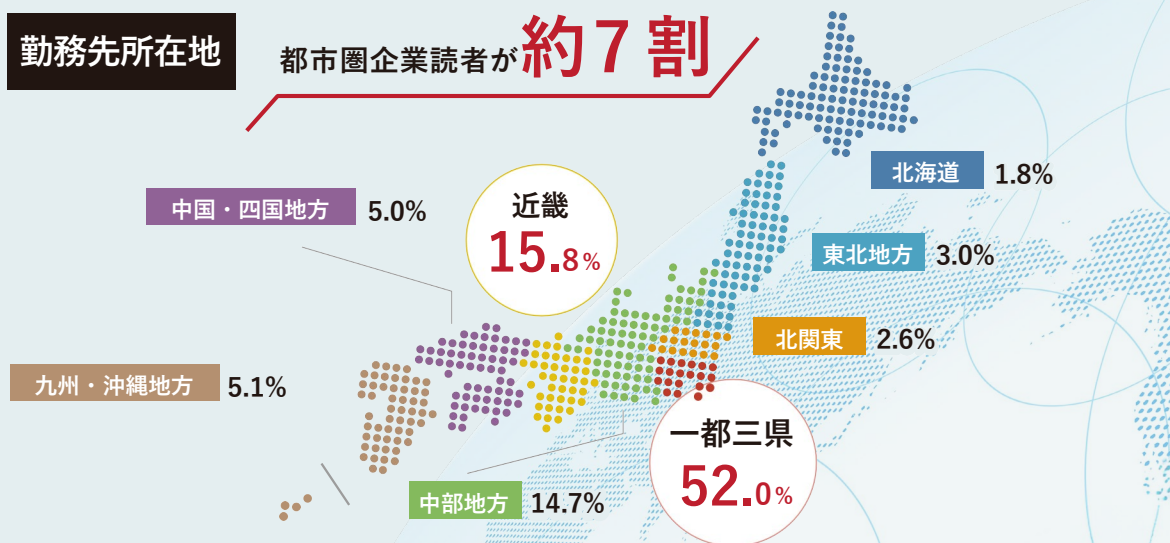 勤務先所在地
都市圏企業読者が約7割
北海道 1.8%
中国・四国地方 5.0%
近畿
15.8%
東北地方 3.0%
北関東 2.6%
九州・沖縄地方 5.1%
一都三県
52.0%
中部地方 14.7%